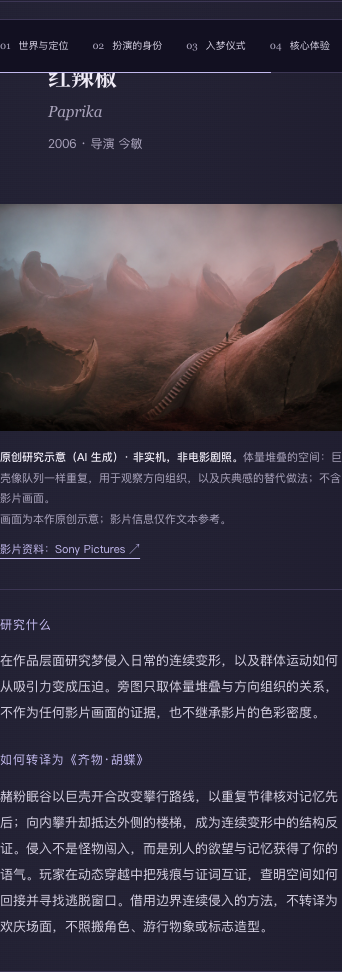 01 世界与定位 02 扮演的身份 03 入梦仪式 04 核心体验
红辣椒
Paprika
2006 · 导演 今敏
原创研究示意（AI 生成）· 非实机，非电影剧照。体量堆叠的空间：巨
壳像队列一样重复，用于观察方向组织，以及庆典感的替代做法；不含
影片画面。
画面为本作原创示意；影片信息仅作文本参考。
影片资料：Sony Pictures ↗
研究什么
在作品层面研究梦侵入日常的连续变形，以及群体运动如何
从吸引力变成压迫。旁图只取体量堆叠与方向组织的关系，
不作为任何影片画面的证据，也不继承影片的色彩密度。
如何转译为《齐物·胡蝶》
赭粉眠谷以巨壳开合改变攀行路线，以重复节律核对记忆先
后；向内攀升却抵达外侧的楼梯，成为连续变形中的结构反
证。侵入不是怪物闯入，而是别人的欲望与记忆获得了你的
语气。玩家在动态穿越中把残痕与证词互证，查明空间如何
回接并寻找逃脱窗口。借用边界连续侵入的方法，不转译为
欢庆场面，不照搬角色、游行物象或标志造型。